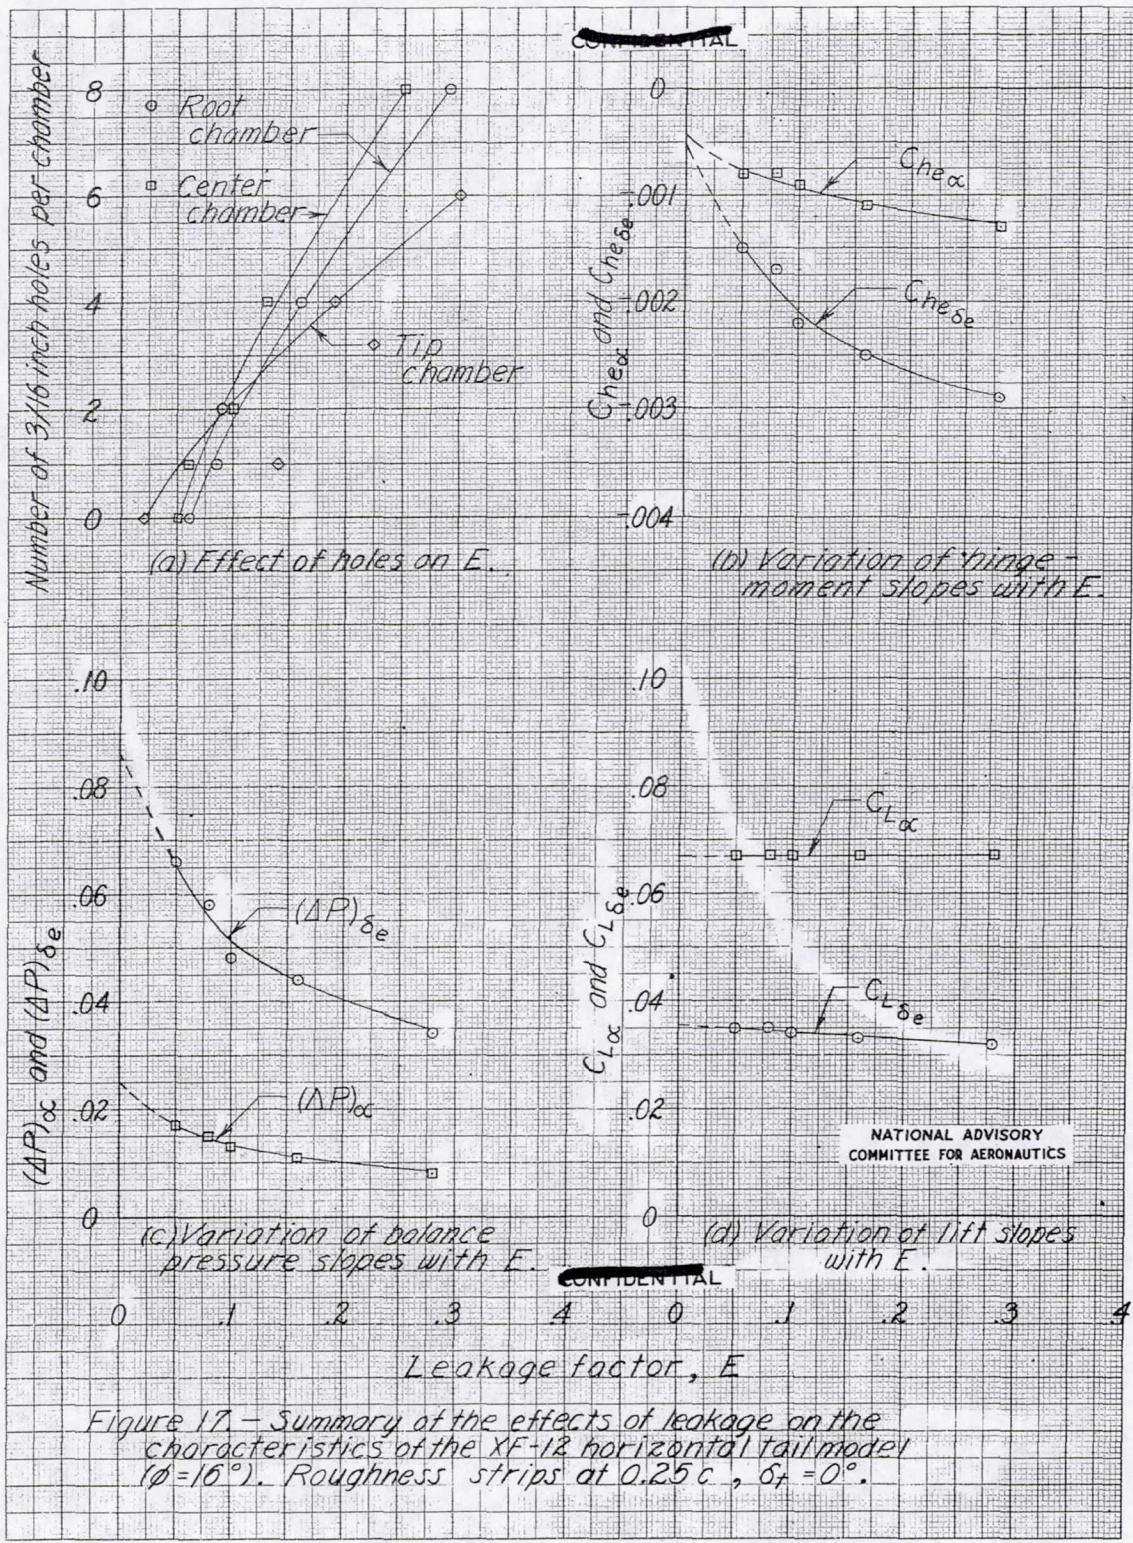 CONFIDENTIAL
Number of 3/16 inch holes per chamber
8
6
4
2
0
Root
chamber
Center
chamber
Tip
chamber
(a) Effect of holes on E.
0
-.001
-.002
-.003
-.004
Cheα and Cheδe
Cheα
Cheδe
(b) Variation of hinge-
moment slopes with E.
(ΔP)α and (ΔP)δe
.10
.08
.06
.04
.02
0
(ΔP)δe
(ΔP)α
(c) Variation of balance
pressure slopes with E.
CLα and CLδe
.10
.08
.06
.04
.02
0
CLα
CLδe
NATIONAL ADVISORY
COMMITTEE FOR AERONAUTICS
(d) Variation of lift slopes
with E.
CONFIDENTIAL
0 .1 .2 .3 .4 0 .1 .2 .3 .4
Leakage factor, E
Figure 17. - Summary of the effects of leakage on the
characteristics of the XF-12 horizontal tail model
(ø=16°). Roughness strips at 0.25c, δt=0°.